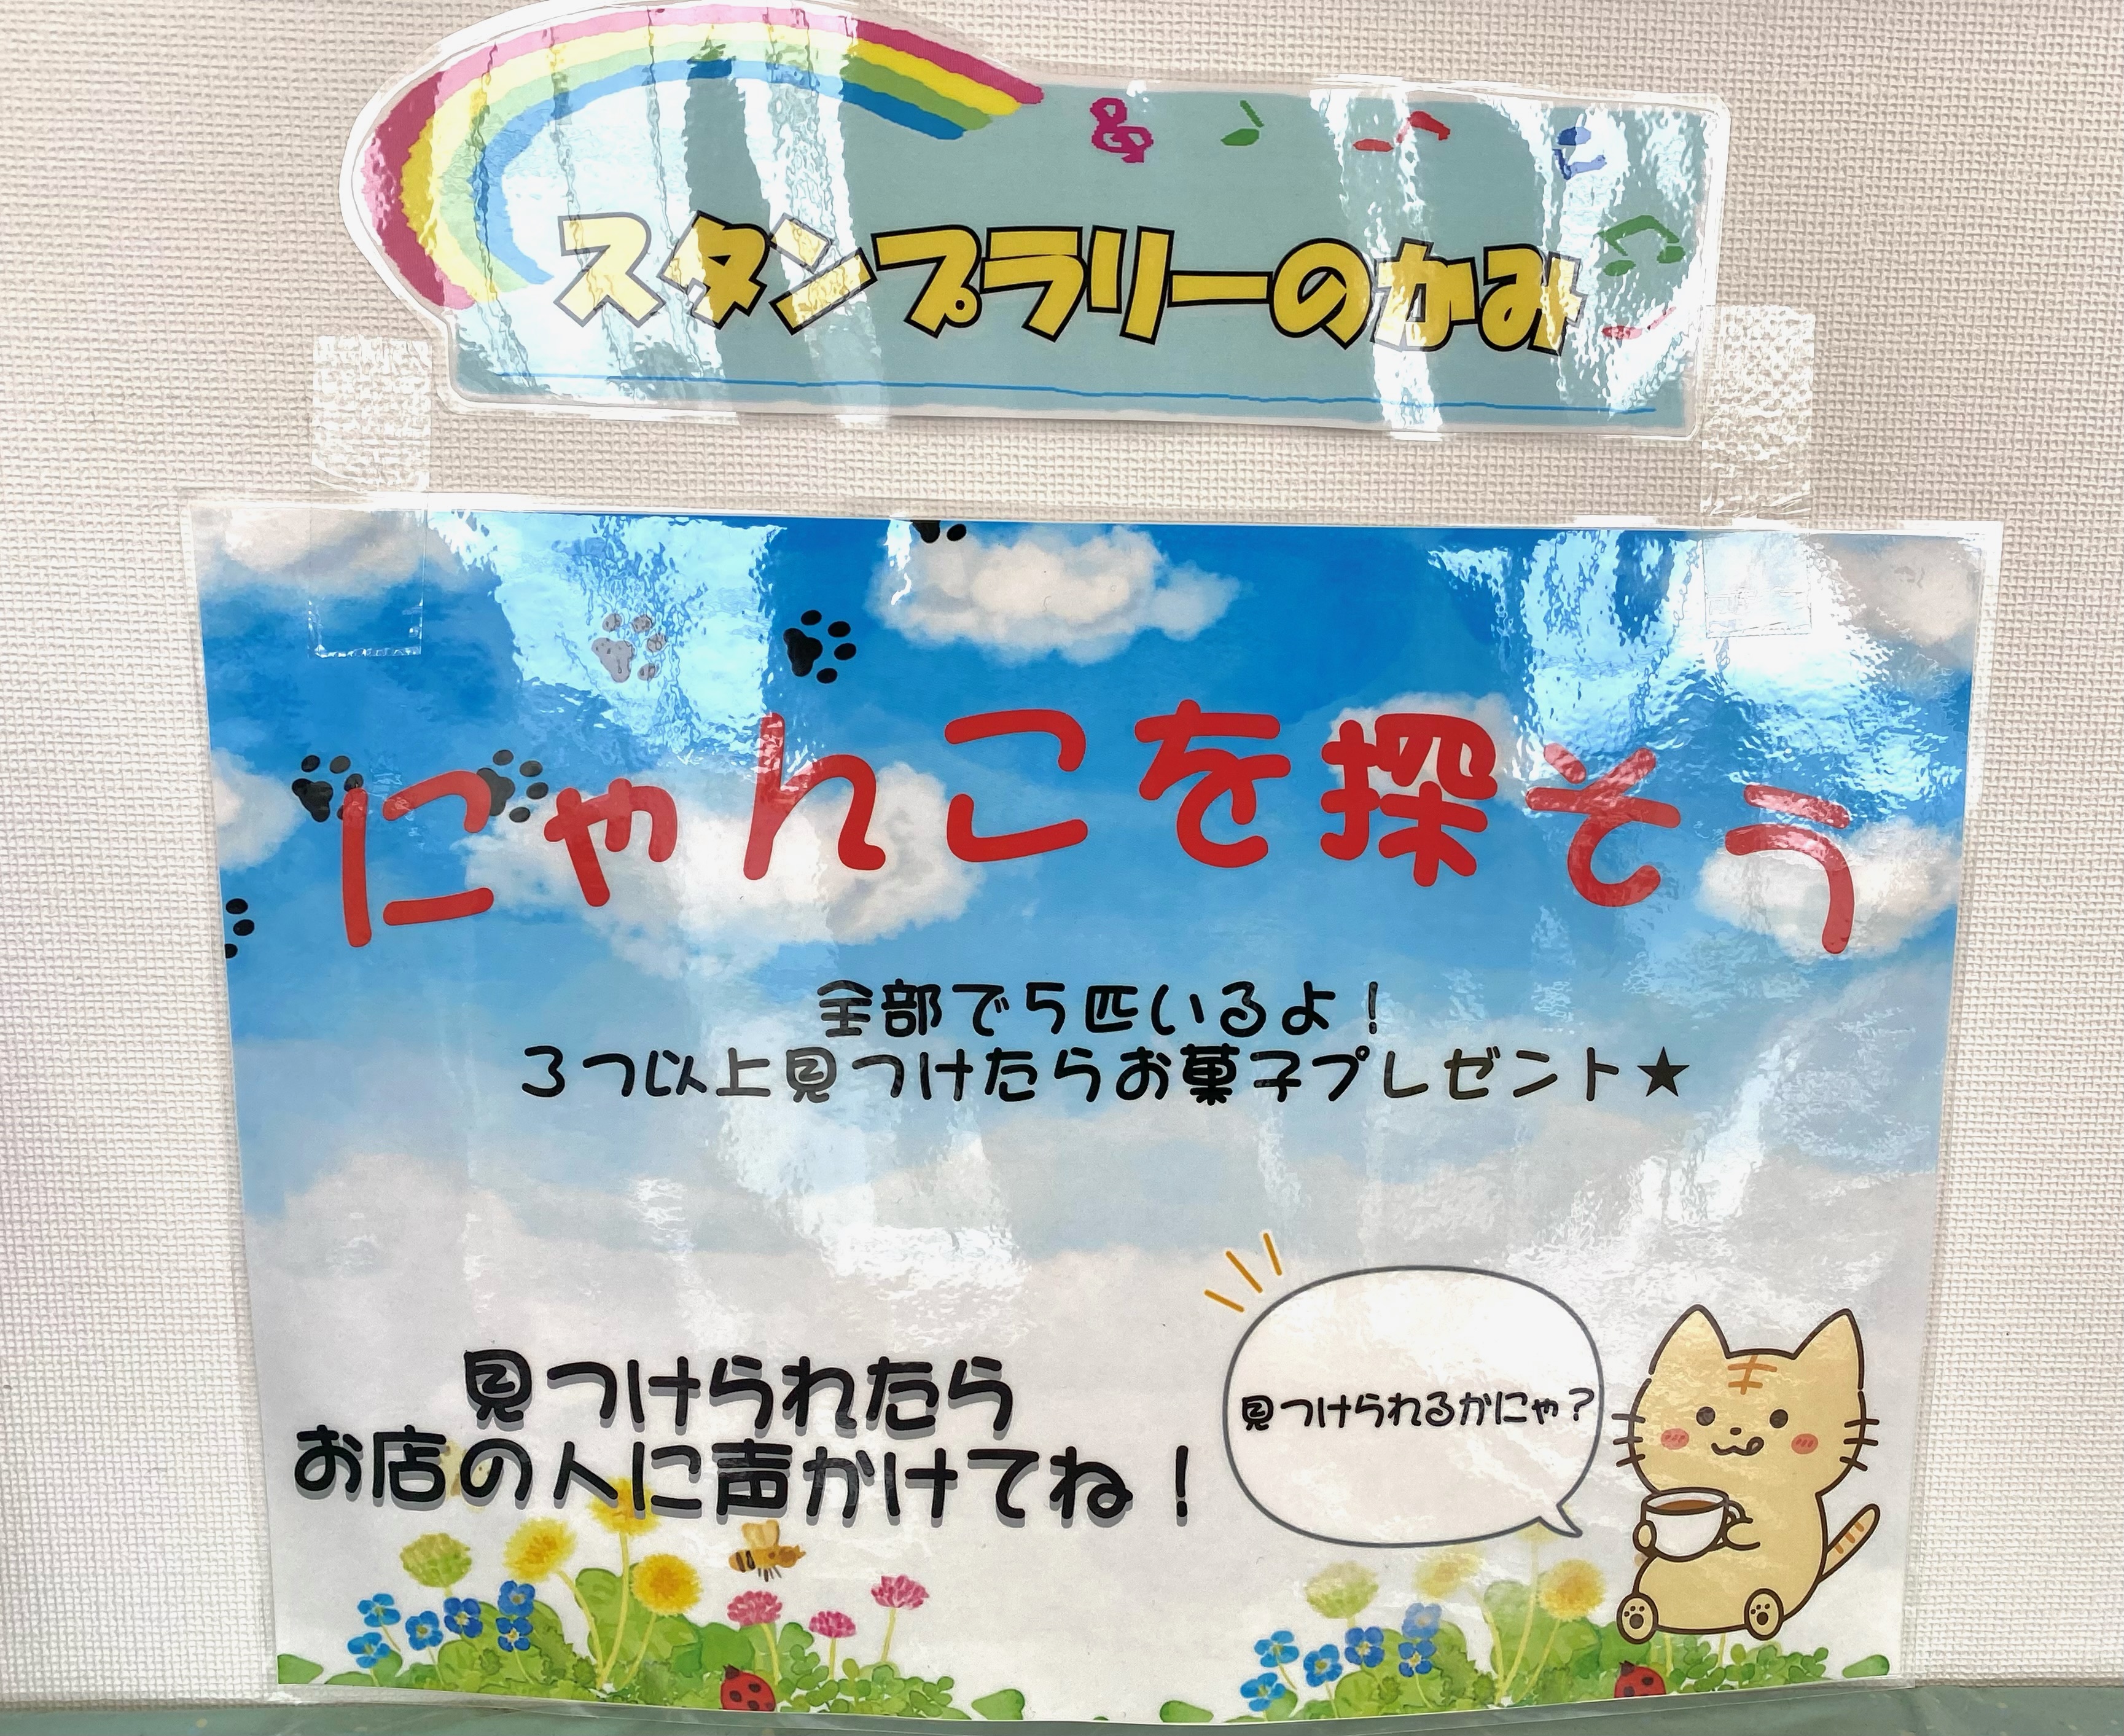 スタンプラリーのかみ
にゃんこを探そう
全部で5匹いるよ！
3つ以上見つけたらお菓子プレゼント★
見つけられたら
お店の人に声かけてね！
見つけられるかにゃ？